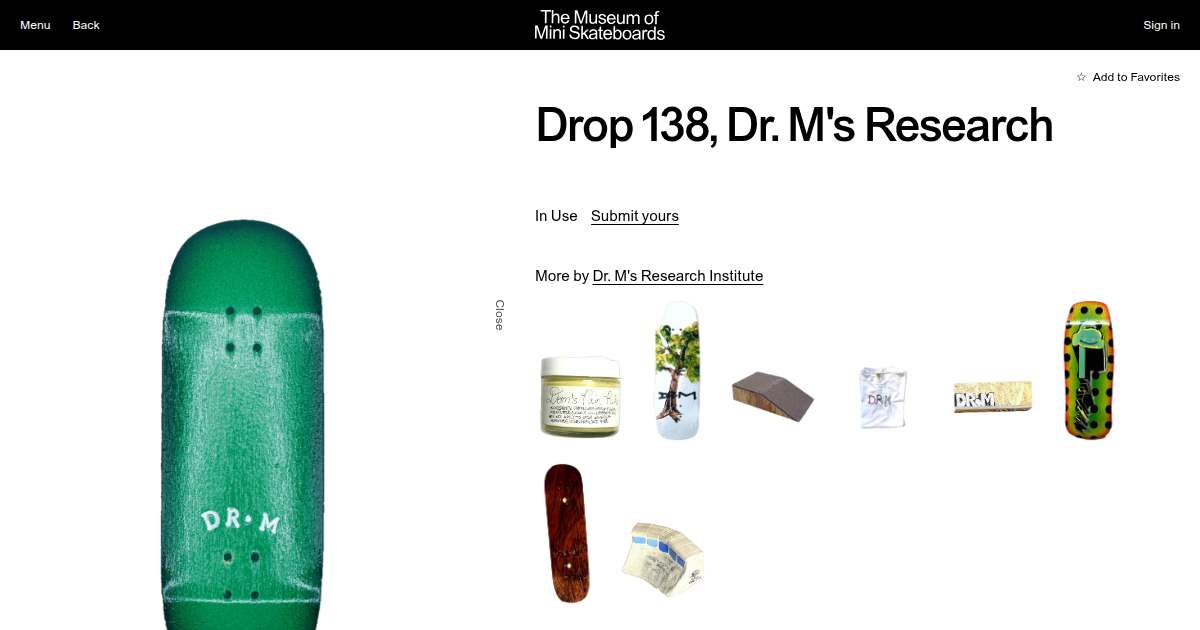 Menu
Back
The Museum of
Mini Skateboards
Sign in
☆ Add to Favorites
Drop 138, Dr. M's Research
In Use
Submit yours
More by Dr. M's Research Institute
Close
DR•M
DR M
DR•M